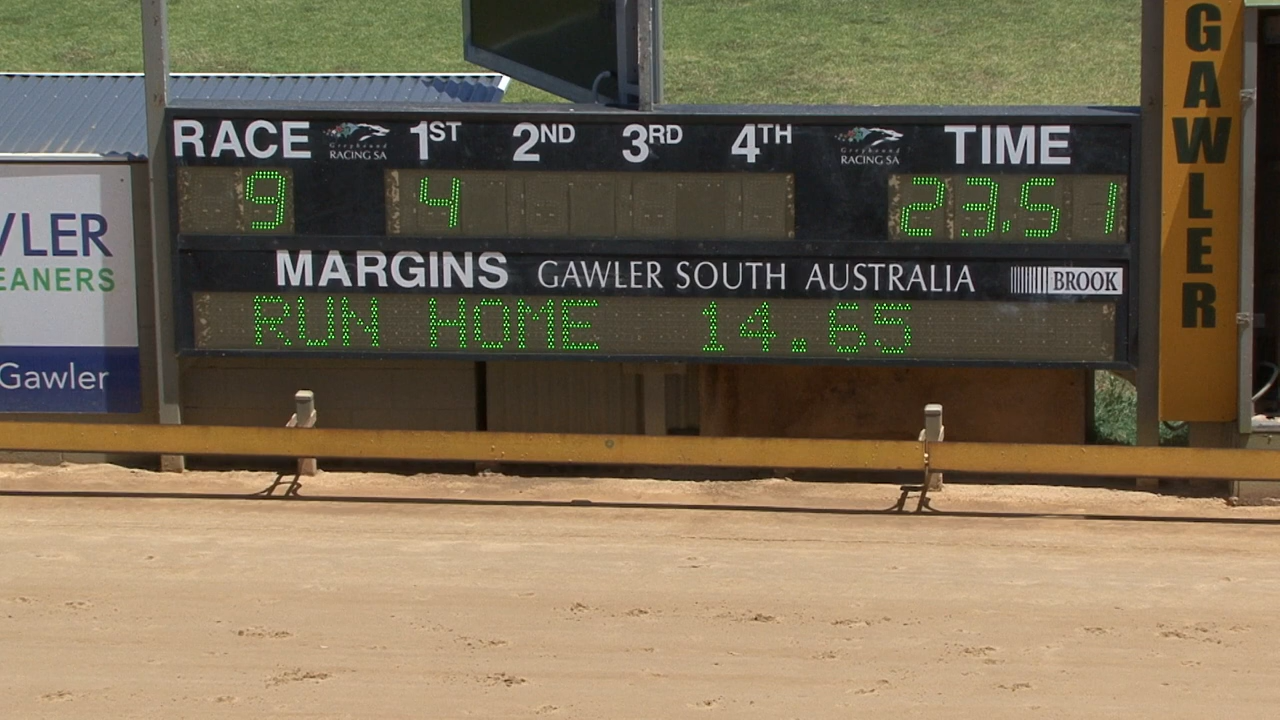 GAWLER
RACE Greyhound RACING SA 1ST 2ND 3RD 4TH Greyhound RACING SA TIME
9 4 23.51
MARGINS GAWLER SOUTH AUSTRALIA BROOK
RUN HOME 14.65
VLER
EANERS
Gawler